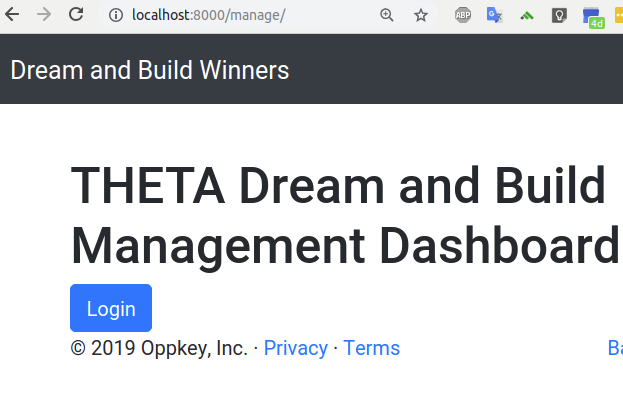 localhost:8000/manage/
ABP
4d
Dream and Build Winners
THETA Dream and Build
Management Dashboard
Login
© 2019 Oppkey, Inc. · Privacy · Terms